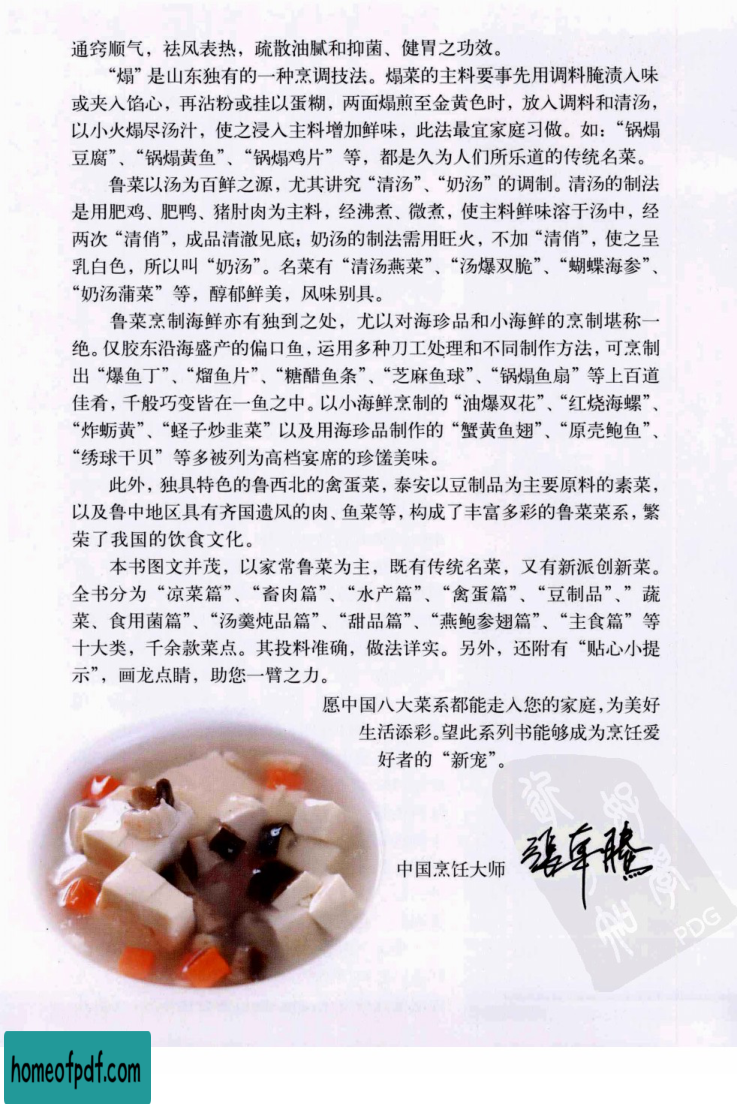 通窍顺气，祛风表热，疏散油腻和抑菌、健胃之功效。
“煏”是山东独有的一种烹调技法。煏菜的主料要事先用调料腌渍入味
或夹入馅心，再沾粉或挂以蛋糊，两面煏煎至金黄色时，放入调料和清汤，
以小火煏尽汤汁，使之浸入主料增加鲜味，此法最宜家庭习做。如：“锅煏
豆腐”、“锅煏黄鱼”、“锅煏鸡片”等，都是久为人们所乐道的传统名菜。
鲁菜以汤为百鲜之源，尤其讲究“清汤”、“奶汤”的调制。清汤的制法
是用肥鸡、肥鸭、猪肘肉为主料，经沸煮、微煮，使主料鲜味溶于汤中，经
两次“清俏”，成品清澈见底；奶汤的制法需用旺火，不加“清俏”，使之呈
乳白色，所以叫“奶汤”。名菜有“清汤燕菜”、“汤爆双脆”、“蝴蝶海参”、
“奶汤蒲菜”等，醇郁鲜美，风味别具。
鲁菜烹制海鲜亦有独到之处，尤以对海珍品和小海鲜的烹制堪称一
绝。仅胶东沿海盛产的偏口鱼，运用多种刀工处理和不同制作方法，可烹制
出“爆鱼丁”、“熘鱼片”、“糖醋鱼条”、“芝麻鱼球”、“锅煏鱼扇”等上百道
佳肴，千般巧变皆在一鱼之中。以小海鲜烹制的“油爆双花”、“红烧海螺”、
“炸蛎黄”、“蛏子炒韭菜”以及用海珍品制作的“蟹黄鱼翅”、“原壳鲍鱼”、
“绣球干贝”等多被列为高档宴席的珍馐美味。
此外，独具特色的鲁西北的禽蛋菜，泰安以豆制品为主要原料的素菜，
以及鲁中地区具有齐国遗风的肉、鱼菜等，构成了丰富多彩的鲁菜菜系，繁
荣了我国的饮食文化。
本书图文并茂，以家常鲁菜为主，既有传统名菜，又有新派创新菜。
全书分为“凉菜篇”、“畜肉篇”、“水产篇”、“禽蛋篇”、“豆制品”、”蔬
菜、食用菌篇”、“汤羹炖品篇”、“甜品篇”、“燕鲍参翅篇”、“主食篇”等
十大类，千余款菜点。其投料准确，做法详实。另外，还附有“贴心小提
示”，画龙点睛，助您一臂之力。
愿中国八大菜系都能走入您的家庭，为美好
生活添彩。望此系列书能够成为烹饪爱
好者的“新宠”。
中国烹饪大师
PDG
homeofpdf.com